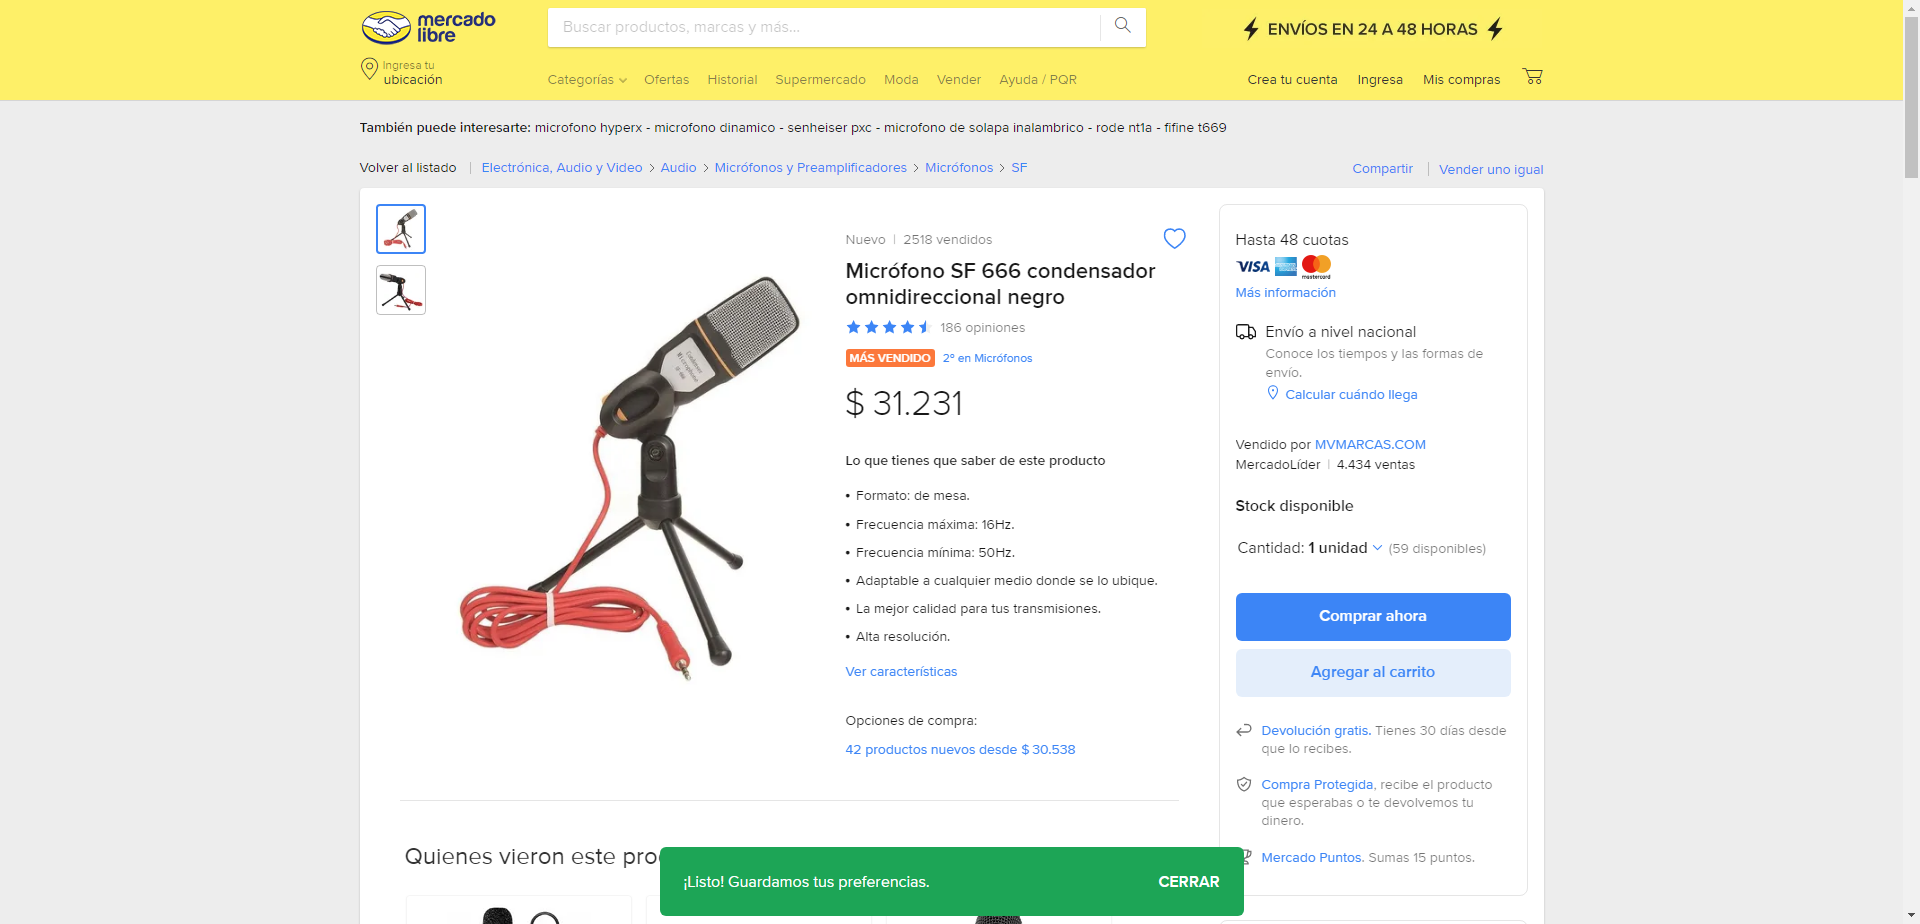 mercado
libre
Buscar productos, marcas y más...
ENVÍOS EN 24 A 48 HORAS
Ingresa tu
ubicación
Categorías Ofertas Historial Supermercado Moda Vender Ayuda / PQR
Crea tu cuenta Ingresa Mis compras
También puede interesarte: microfono hyperx - microfono dinamico - senheiser pxc - microfono de solapa inalambrico - rode nt1a - fifine t669
Volver al listado | Electrónica, Audio y Video > Audio > Micrófonos y Preamplificadores > Micrófonos > SF
Compartir | Vender uno igual
Nuevo | 2518 vendidos
Micrófono SF 666 condensador
omnidireccional negro
186 opiniones
MÁS VENDIDO 2º en Micrófonos
$ 31.231
Lo que tienes que saber de este producto
• Formato: de mesa.
• Frecuencia máxima: 16Hz.
• Frecuencia mínima: 50Hz.
• Adaptable a cualquier medio donde se lo ubique.
• La mejor calidad para tus transmisiones.
• Alta resolución.
Ver características
Opciones de compra:
42 productos nuevos desde $ 30.538
Condenser
Microphone
SF-666
Hasta 48 cuotas
VISA
mastercard
Más información
Envío a nivel nacional
Conoce los tiempos y las formas de
envío.
Calcular cuándo llega
Vendido por MVMARCAS.COM
MercadoLíder | 4.434 ventas
Stock disponible
Cantidad: 1 unidad (59 disponibles)
Comprar ahora
Agregar al carrito
Devolución gratis. Tienes 30 días desde
que lo recibes.
Compra Protegida, recibe el producto
que esperabas o te devolvemos tu
dinero.
Mercado Puntos. Sumas 15 puntos.
Quienes vieron este
¡Listo! Guardamos tus preferencias.
CERRAR